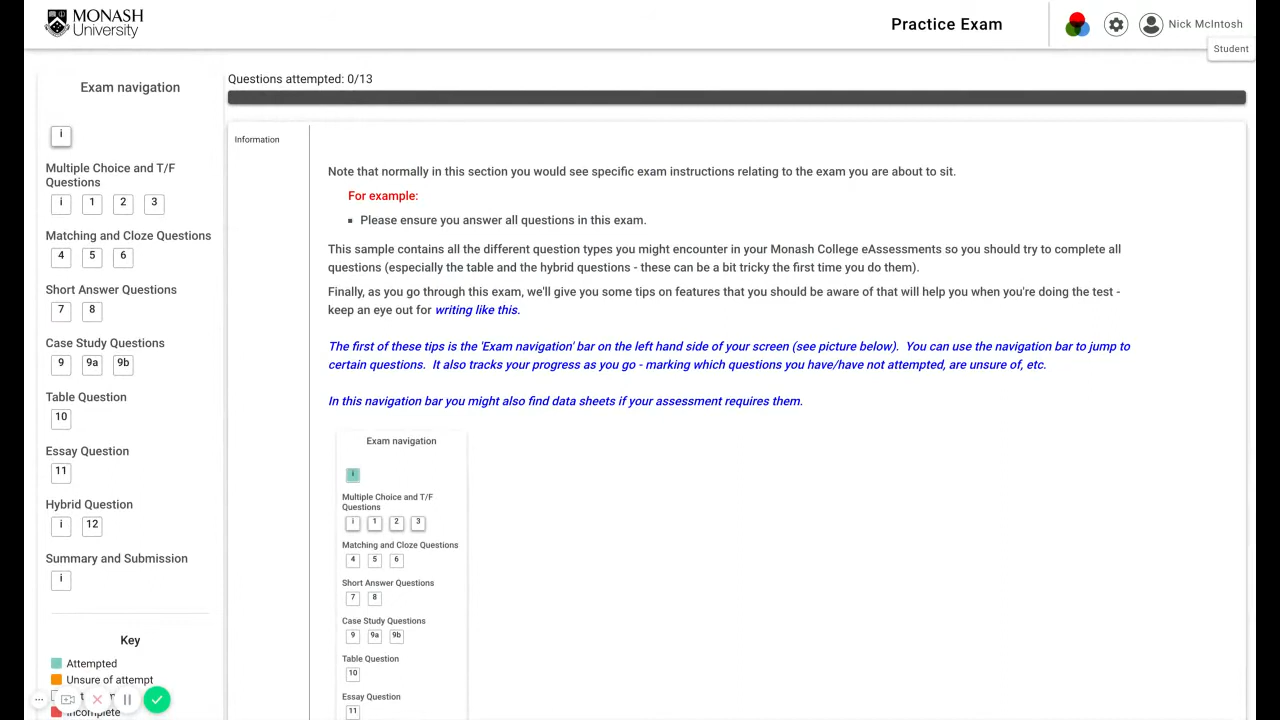 MONASH
University
Practice Exam
Nick McIntosh
Student
Exam navigation
i
Multiple Choice and T/F
Questions
i 1 2 3
Matching and Cloze Questions
4 5 6
Short Answer Questions
7 8
Case Study Questions
9 9a 9b
Table Question
10
Essay Question
11
Hybrid Question
i 12
Summary and Submission
i
Key
Attempted
Unsure of attempt
Incomplete
Questions attempted: 0/13
Information
Note that normally in this section you would see specific exam instructions relating to the exam you are about to sit.
For example:
▪ Please ensure you answer all questions in this exam.
This sample contains all the different question types you might encounter in your Monash College eAssessments so you should try to complete all
questions (especially the table and the hybrid questions - these can be a bit tricky the first time you do them).
Finally, as you go through this exam, we'll give you some tips on features that you should be aware of that will help you when you're doing the test -
keep an eye out for writing like this.
The first of these tips is the 'Exam navigation' bar on the left hand side of your screen (see picture below).  You can use the navigation bar to jump to
certain questions.  It also tracks your progress as you go - marking which questions you have/have not attempted, are unsure of, etc.
In this navigation bar you might also find data sheets if your assessment requires them.
Exam navigation
i
Multiple Choice and T/F
Questions
i 1 2 3
Matching and Cloze Questions
4 5 6
Short Answer Questions
7 8
Case Study Questions
9 9a 9b
Table Question
10
Essay Question
11